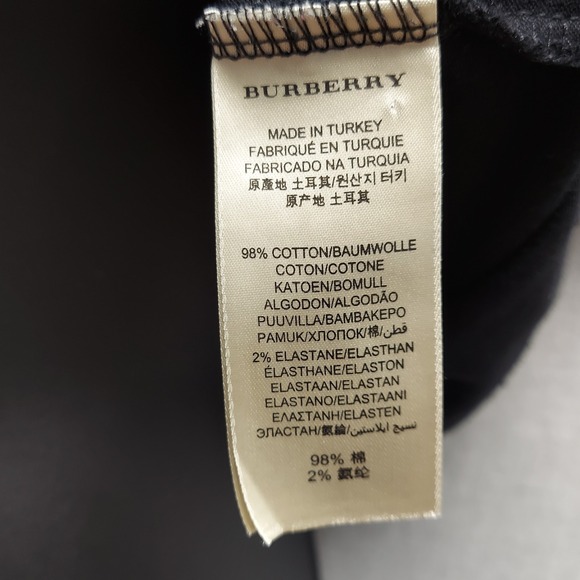 BURBERRY
MADE IN TURKEY
FABRIQUÉ EN TURQUIE
FABRICADO NA TURQUIA
原產地 土耳其/원산지 터키
原产地 土耳其
98% COTTON/BAUMWOLLE
COTON/COTONE
KATOEN/BOMULL
ALGODON/ALGODÃO
PUUVILLA/BAMBAKEPO
PAMUK/ХЛОПОК/棉/قطن
2% ELASTANE/ELASTHAN
ÉLASTHANE/ELASTON
ELASTAAN/ELASTAN
ELASTANO/ELASTAANI
ΕΛΑΣΤΑΝΗ/ELASTEN
ЭЛАСТАН/氨綸/نسيج ايلاستين
98% 棉
2% 氨纶